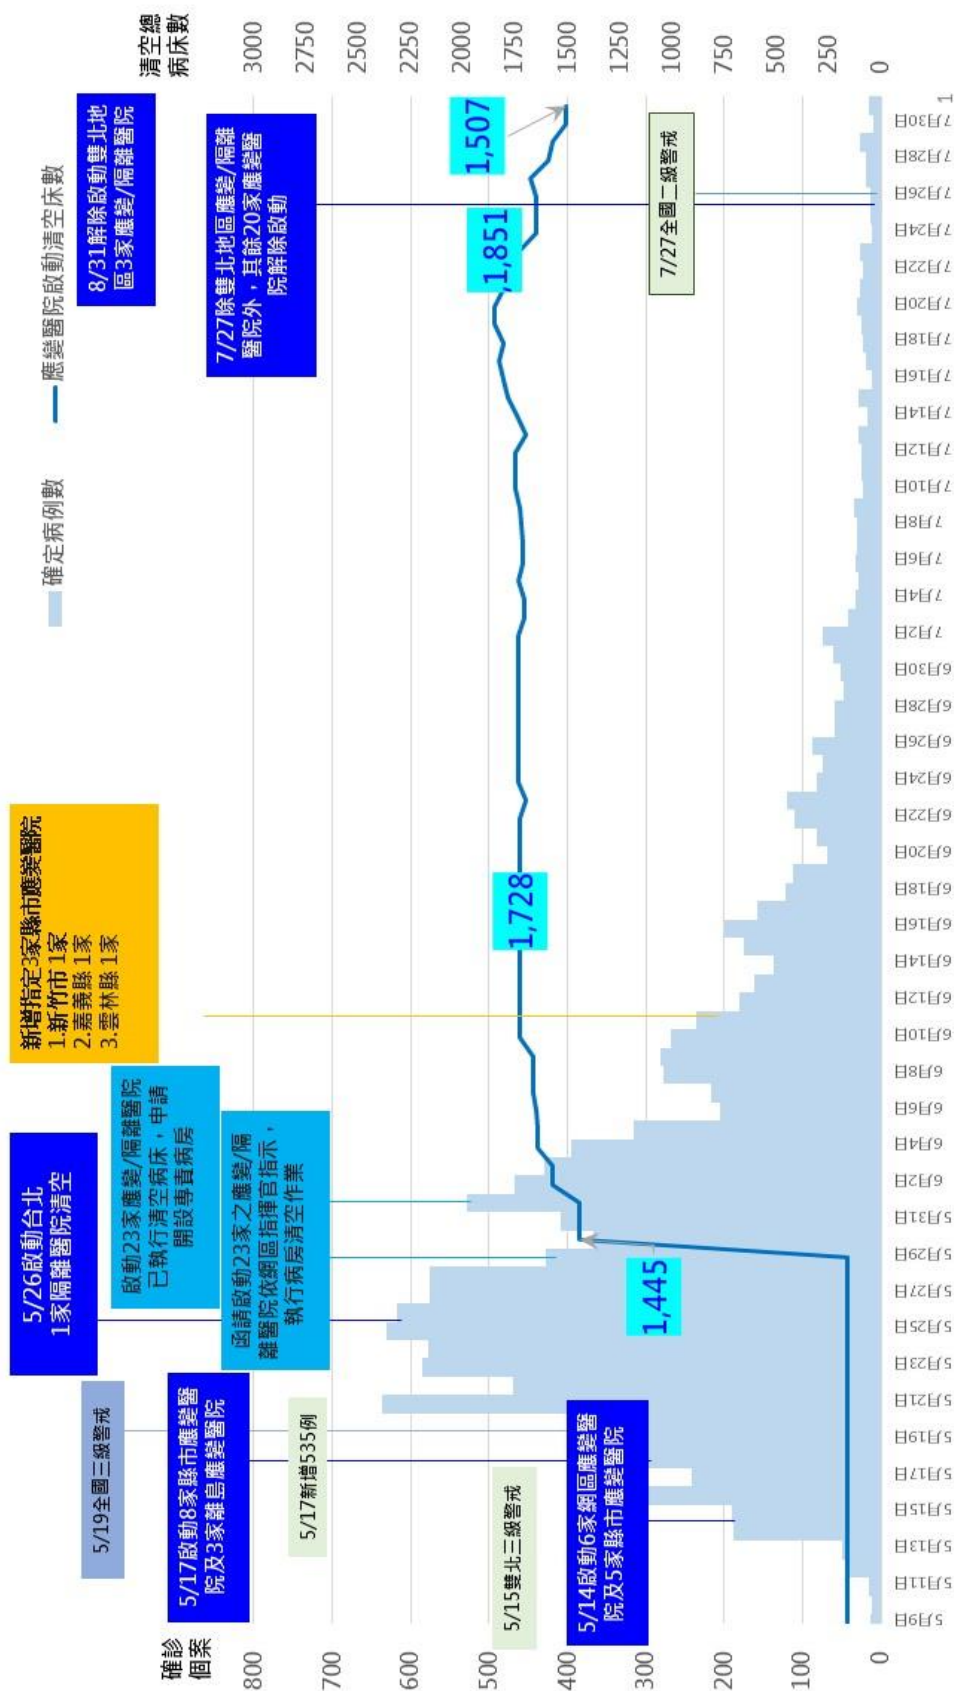 確定病例數
應變醫院啟動清空床數
確診
個案
800
700
600
500
400
300
200
100
0
清空總
病床數
3000
2750
2500
2250
2000
1750
1500
1250
1000
750
500
250
0
5/19全國三級警戒
5/17啟動8家縣市應變醫
院及3家離島應變醫院
5/17新增535例
5/15雙北三級警戒
5/14啟動6家網區應變醫
院及5家縣市應變醫院
5/26啟動台北
1家隔離醫院清空
啟動23家應變/隔離醫院
已執行清空病床，申請
開設專責病房
函請啟動23家之應變/隔
離醫院依網區指揮官指示，
執行病房清空作業
新增指定3家縣市應變醫院
1.新竹市 1家
2.嘉義縣 1家
3.雲林縣 1家
8/31解除啟動雙北地
區3家應變/隔離醫院
7/27除雙北地區應變/隔離
醫院外，其餘20家應變醫
院解除啟動
7/27全國二級警戒
1,445
1,728
1,851
1,507
5月9日
5月11日
5月13日
5月15日
5月17日
5月19日
5月21日
5月23日
5月25日
5月27日
5月29日
5月31日
6月2日
6月4日
6月6日
6月8日
6月10日
6月12日
6月14日
6月16日
6月18日
6月20日
6月22日
6月24日
6月26日
6月28日
6月30日
7月2日
7月4日
7月6日
7月8日
7月10日
7月12日
7月14日
7月16日
7月18日
7月20日
7月22日
7月24日
7月26日
7月28日
7月30日
1